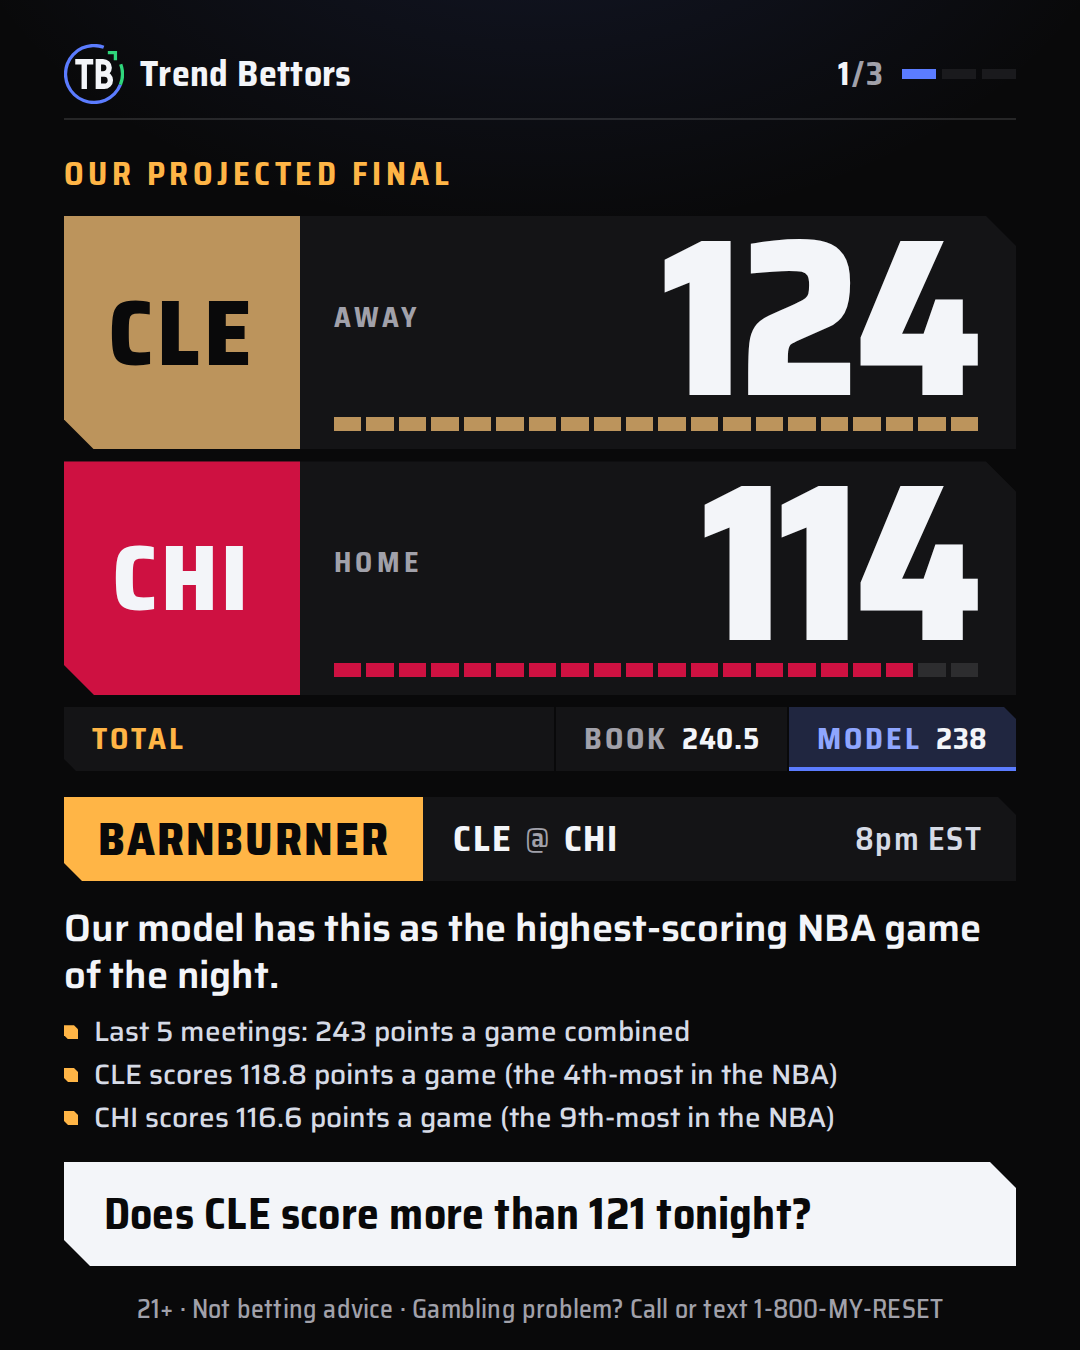 TB Trend Bettors 1/3
OUR PROJECTED FINAL
CLE AWAY 124
CHI HOME 114
TOTAL BOOK 240.5 MODEL 238
BARNBURNER CLE @ CHI 8pm EST
Our model has this as the highest-scoring NBA game
of the night.
Last 5 meetings: 243 points a game combined
CLE scores 118.8 points a game (the 4th-most in the NBA)
CHI scores 116.6 points a game (the 9th-most in the NBA)
Does CLE score more than 121 tonight?
21+ · Not betting advice · Gambling problem? Call or text 1-800-MY-RESET